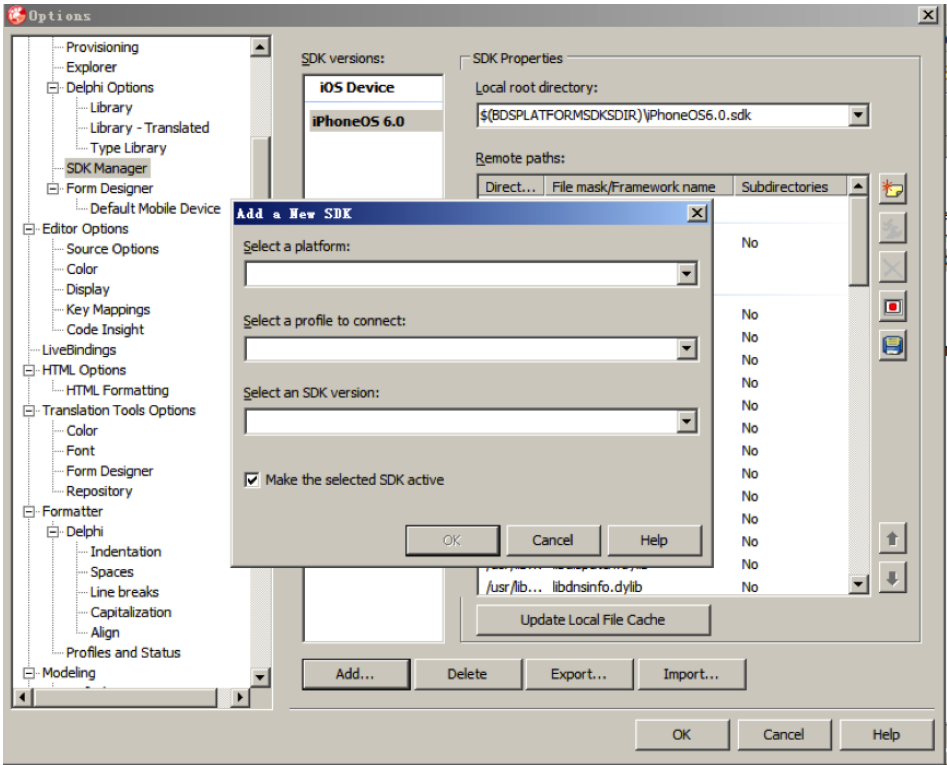 Options
Provisioning
Explorer
Delphi Options
Library
Library - Translated
Type Library
SDK Manager
Form Designer
Default Mobile Device
Editor Options
Source Options
Color
Display
Key Mappings
Code Insight
LiveBindings
HTML Options
HTML Formatting
Translation Tools Options
Color
Font
Form Designer
Repository
Formatter
Delphi
Indentation
Spaces
Line breaks
Capitalization
Align
Profiles and Status
Modeling
SDK versions:
iOS Device
iPhoneOS 6.0
SDK Properties
Local root directory:
$(BDSPLATFORMSDKSDIR)\iPhoneOS6.0.sdk
Remote paths:
Direct... File mask/Framework name Subdirectories
No
No
No
No
No
No
No
No
No
No
No
No
/usr/lib... libdnsinfo.dylib No
Update Local File Cache
Add a New SDK
Select a platform:
Select a profile to connect:
Select an SDK version:
Make the selected SDK active
OK Cancel Help
Add... Delete Export... Import...
OK Cancel Help